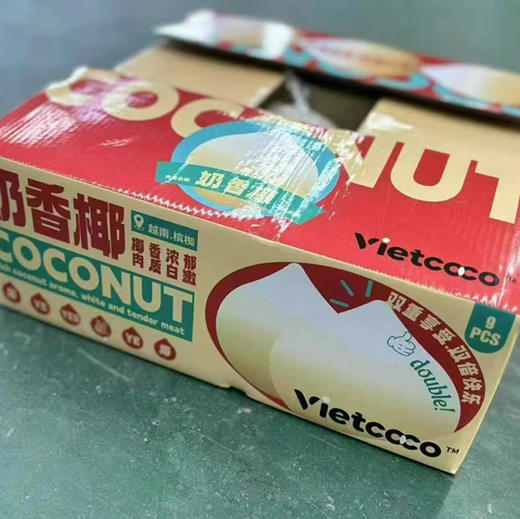 COCONUT
奶香椰
Vietcoco
奶香椰
越南.槟椥
椰香浓郁
肉质白嫩
COCONUT
coconut aroma, white and tender meat
9
PCS
双重享受,双倍快乐
double!
Vietcoco™